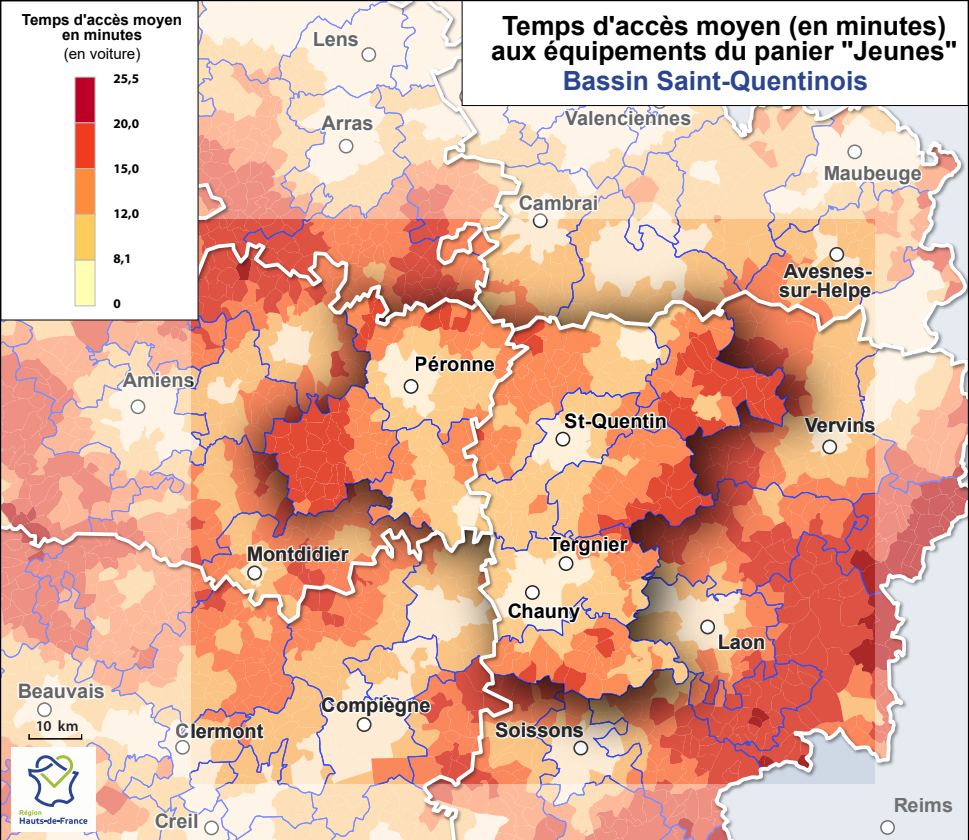 Temps d'accès moyen
en minutes
(en voiture)
25,5
20,0
15,0
12,0
8,1
0
Temps d'accès moyen (en minutes)
aux équipements du panier "Jeunes"
Bassin Saint-Quentinois
Lens
Arras
Valenciennes
Maubeuge
Cambrai
Avesnes-
sur-Helpe
Péronne
Amiens
St-Quentin
Vervins
Montdidier
Tergnier
Chauny
Laon
Beauvais
Compiègne
Clermont
Soissons
10 km
Région
Hauts-de-France
Creil
Reims